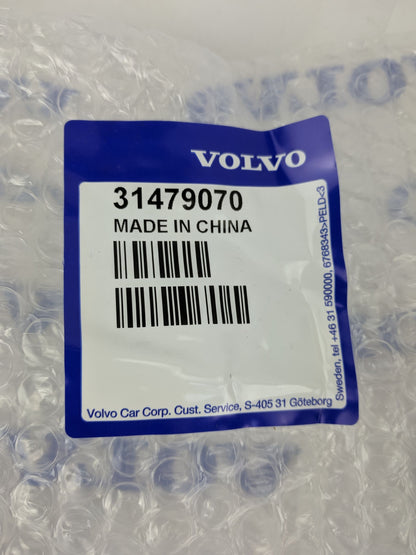 VOLVO
VOLVO
31479070
MADE IN CHINA
Volvo Car Corp. Cust. Service, S-405 31 Göteborg
Sweden, tel +46 31 590000, 6768343>PELD<3